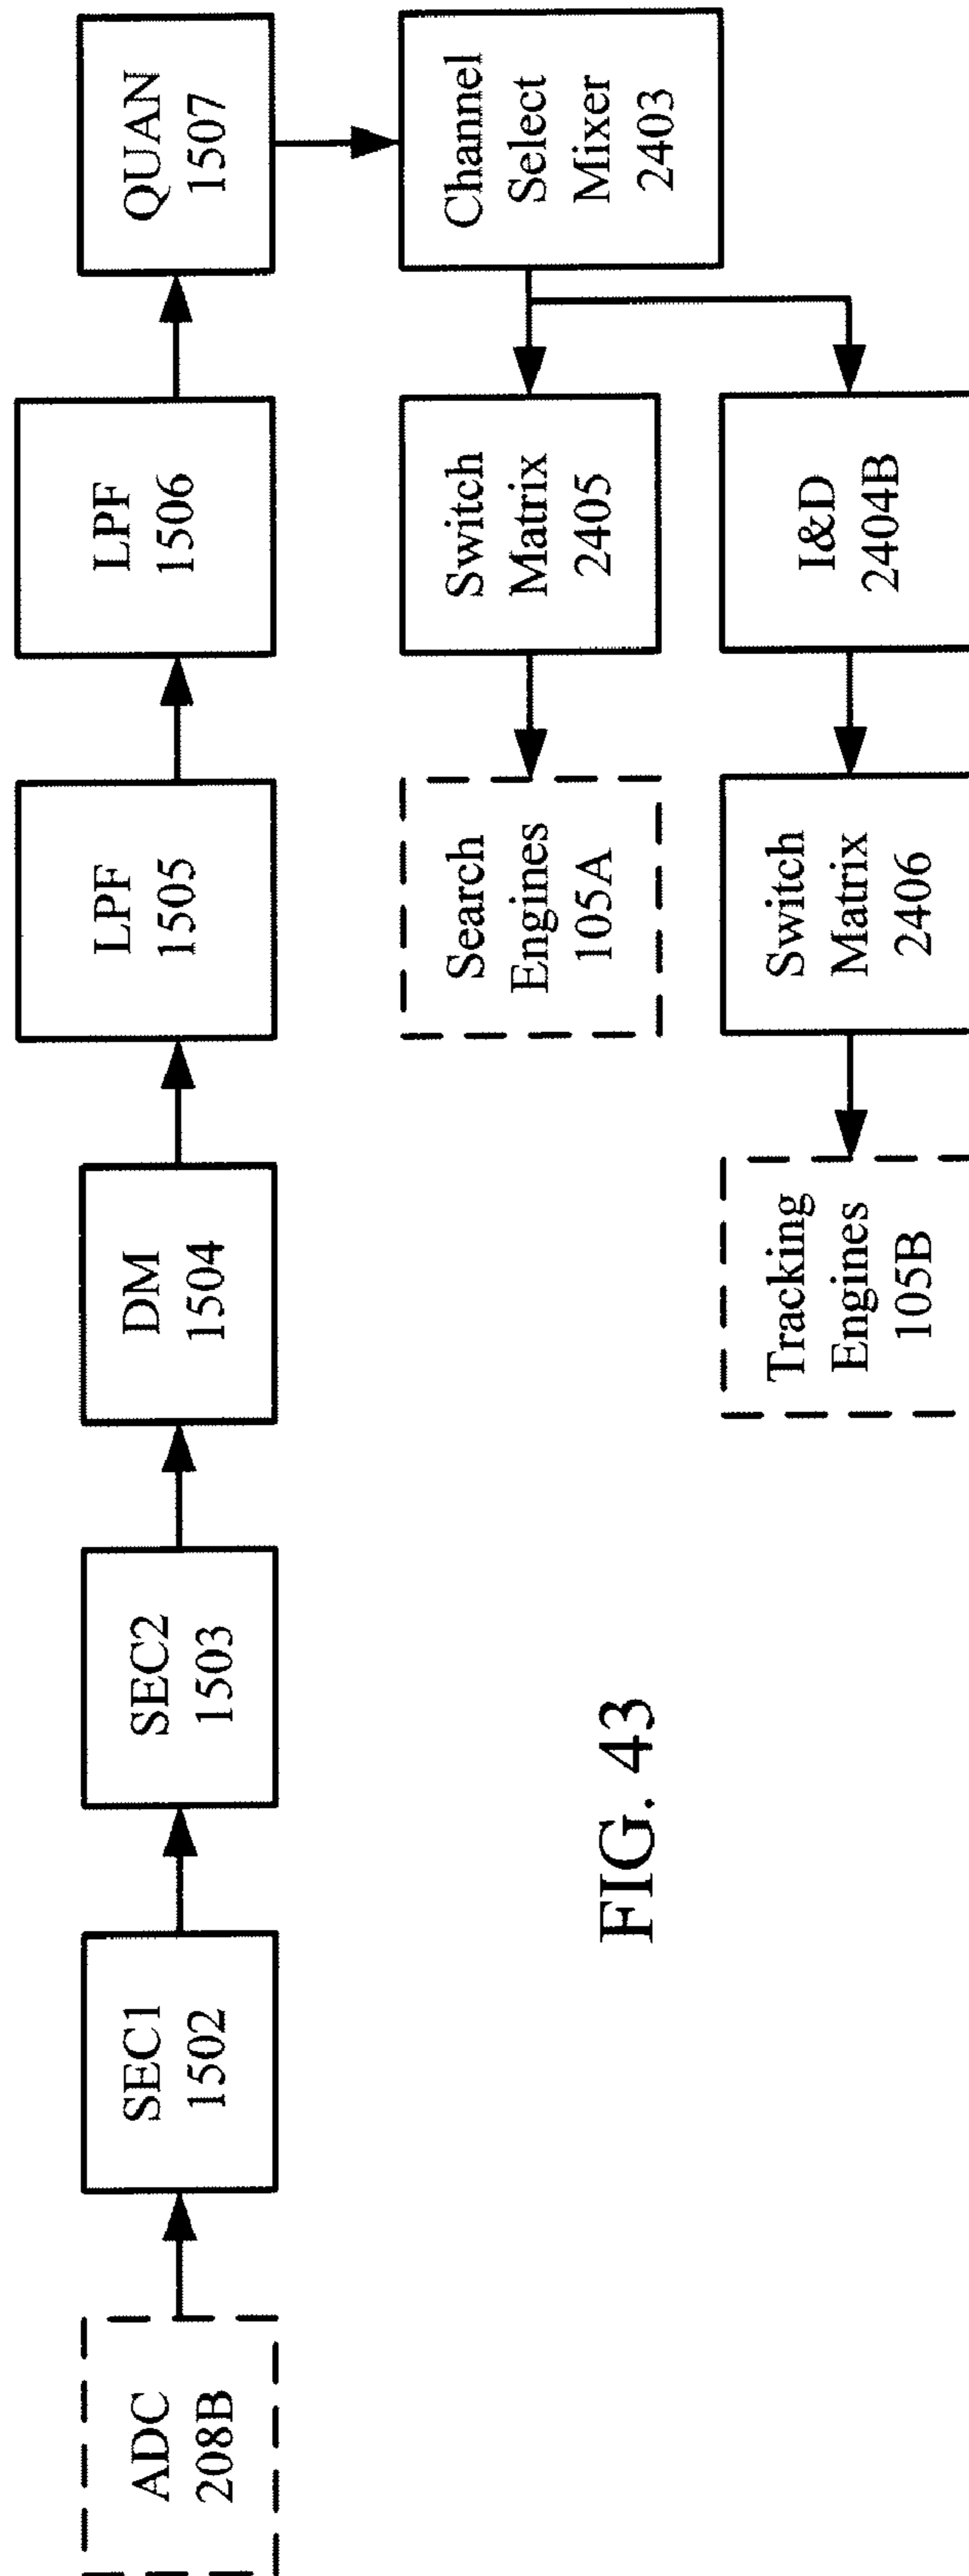 ADC
208B
SEC1
1502
SEC2
1503
DM
1504
LPF
1505
LPF
1506
QUAN
1507
Channel
Select
Mixer
2403
Switch
Matrix
2405
Search
Engines
105A
I&D
2404B
Switch
Matrix
2406
Tracking
Engines
105B
FIG. 43